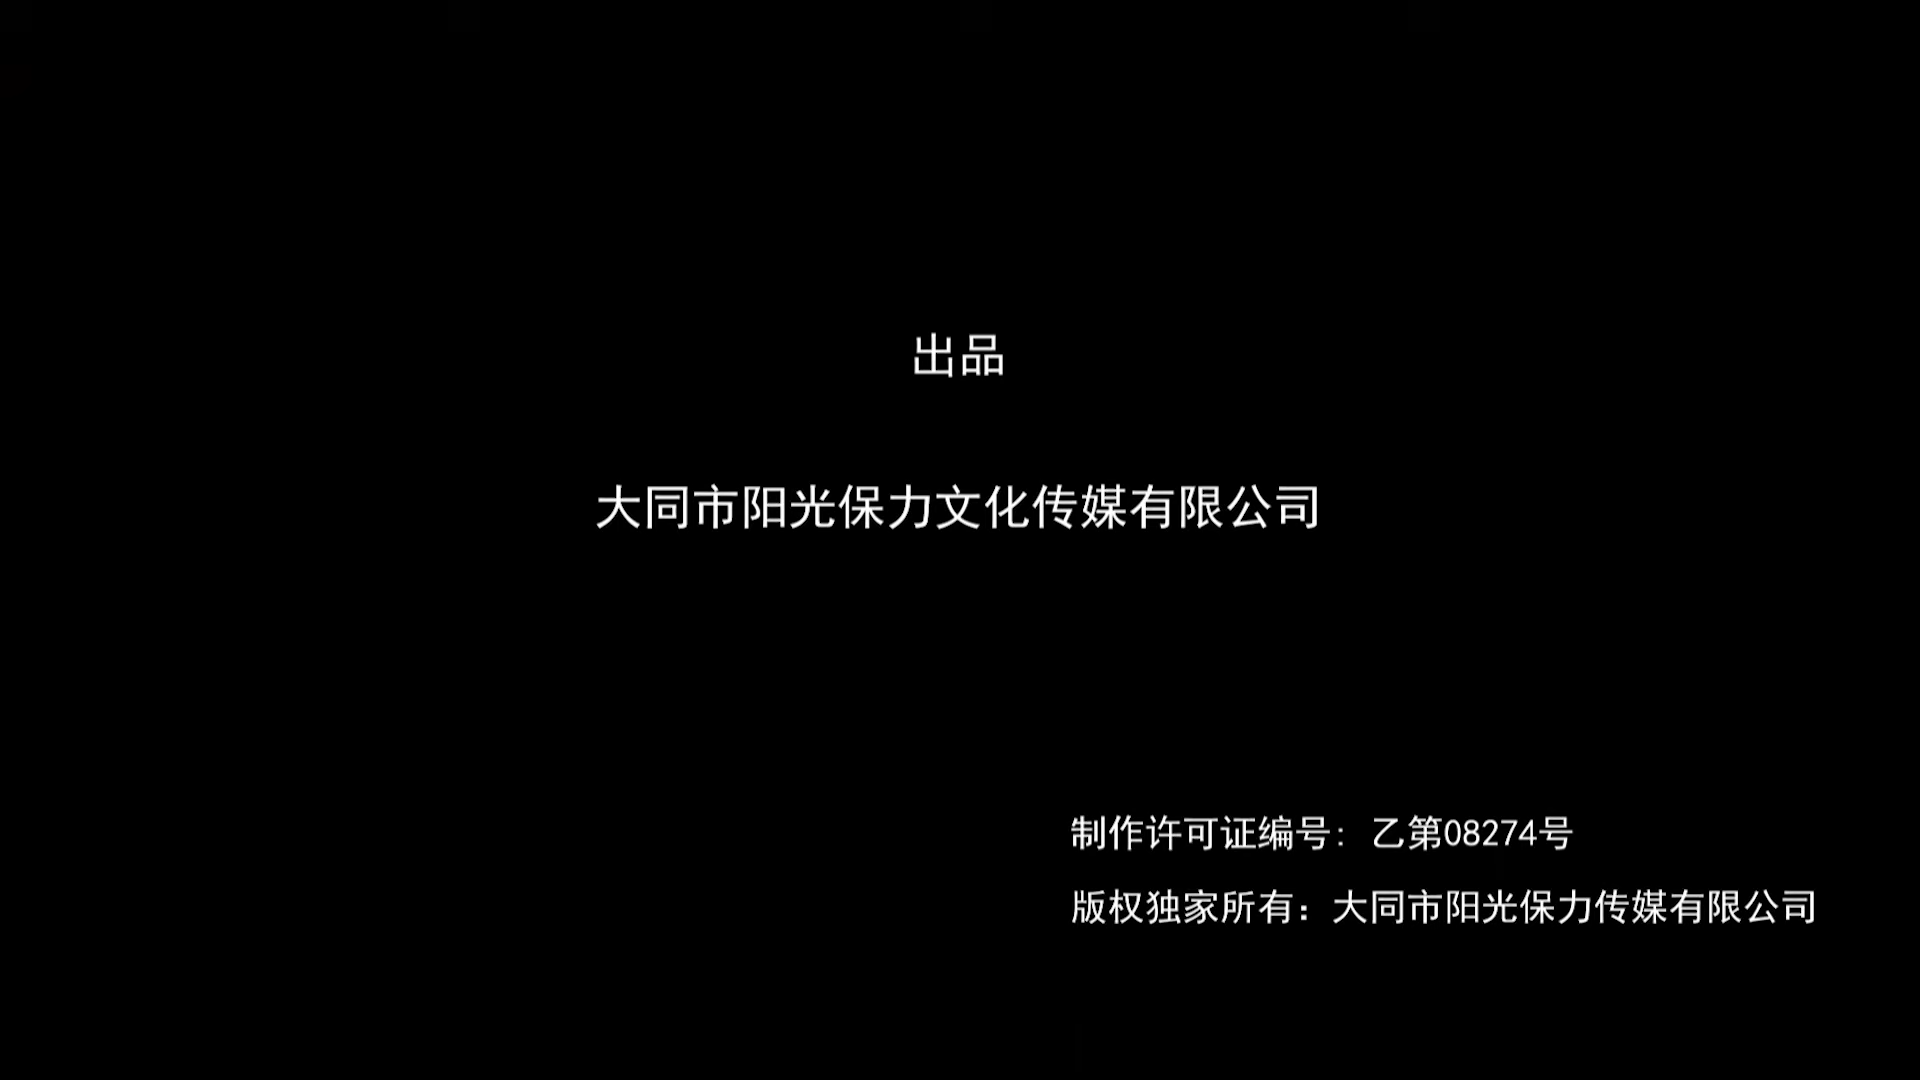 出品
大同市阳光保力文化传媒有限公司
制作许可证编号：乙第08274号
版权独家所有：大同市阳光保力传媒有限公司